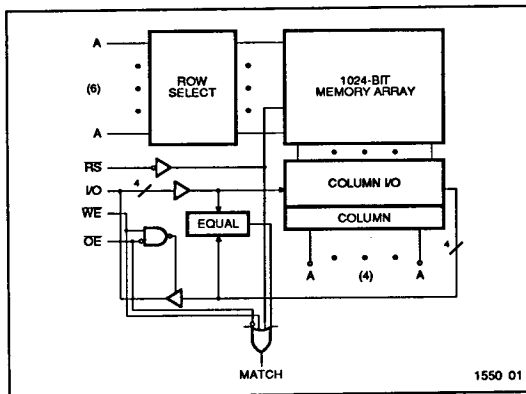 A
(6)
A
ROW
SELECT
1024-BIT
MEMORY ARRAY
RS
4
I/O
WE
OE
EQUAL
COLUMN I/O
COLUMN
4
A (4) A
MATCH
1550 01